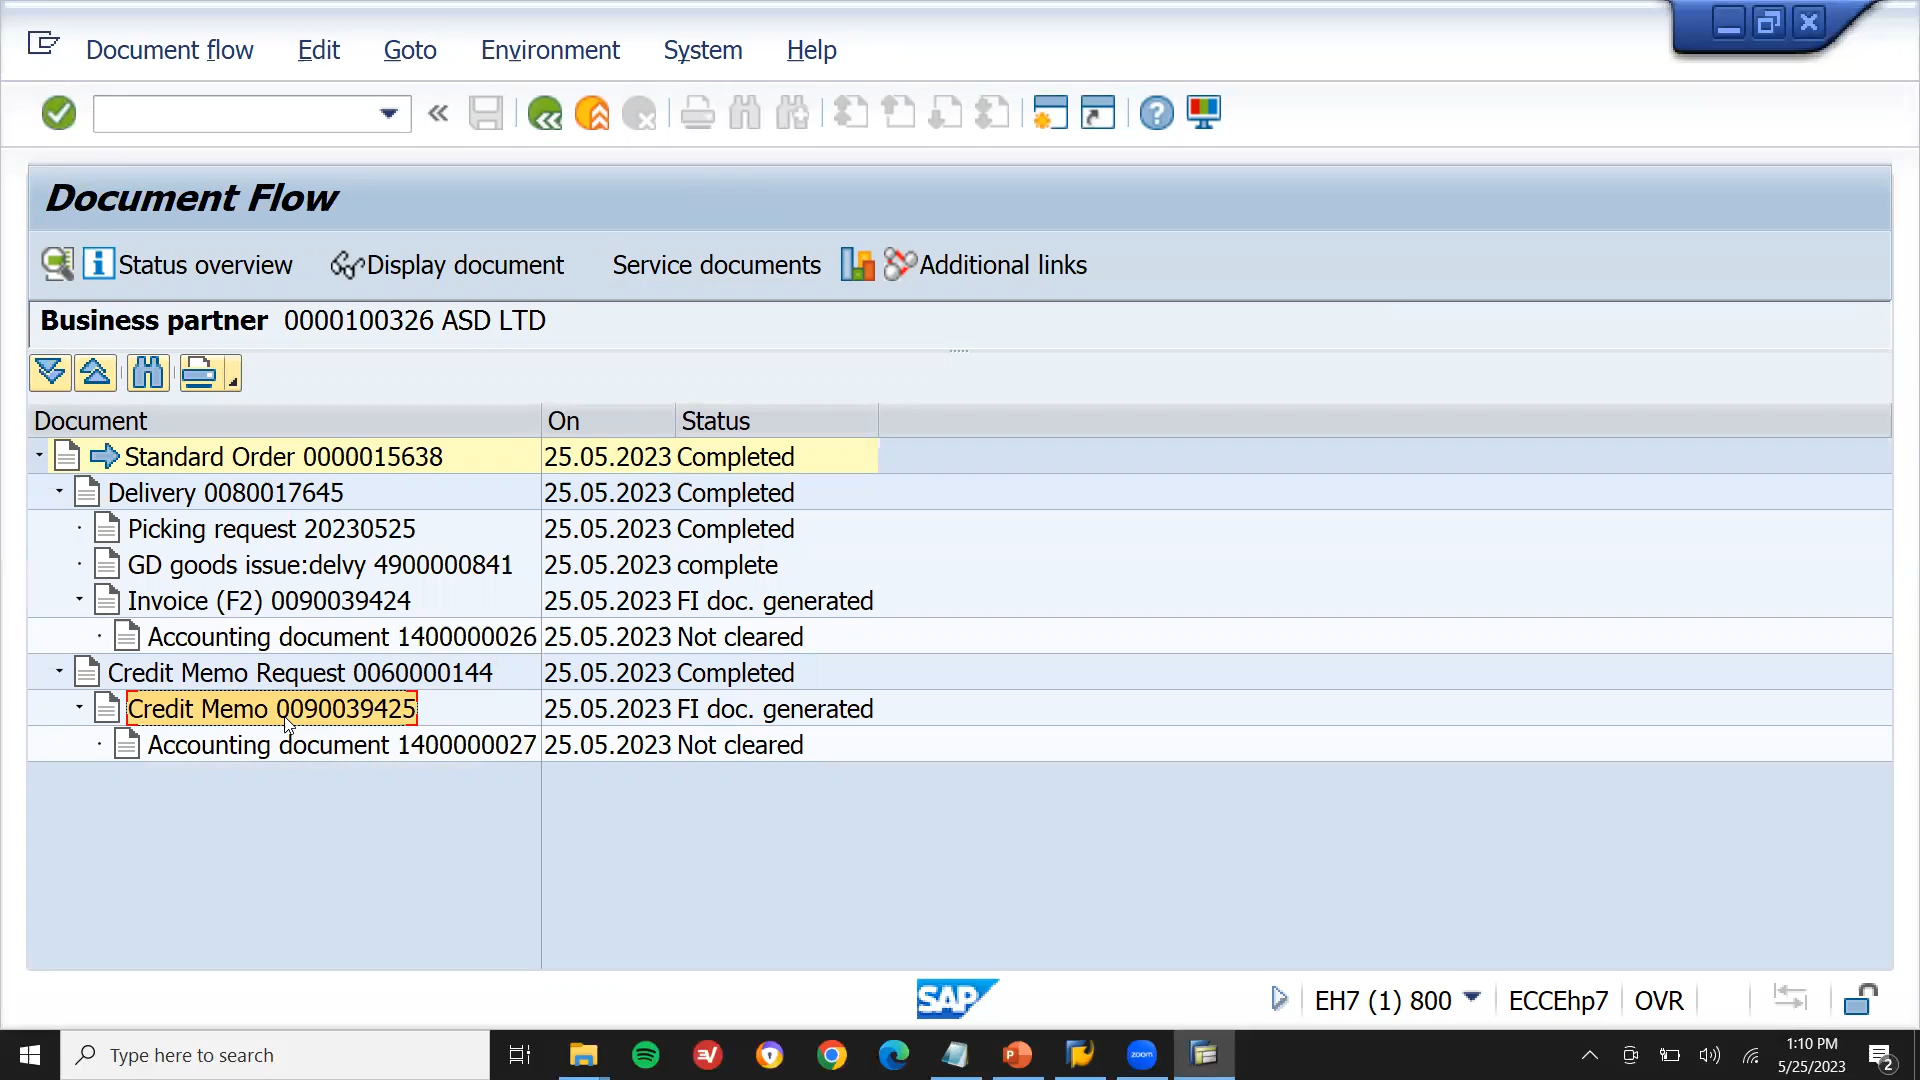 Document flow Edit Goto Environment System Help
Document Flow
Status overview Display document Service documents Additional links
Business partner 0000100326 ASD LTD
Document On Status
Standard Order 0000015638 25.05.2023 Completed
Delivery 0080017645 25.05.2023 Completed
Picking request 20230525 25.05.2023 Completed
GD goods issue:delvy 4900000841 25.05.2023 complete
Invoice (F2) 0090039424 25.05.2023 FI doc. generated
Accounting document 1400000026 25.05.2023 Not cleared
Credit Memo Request 0060000144 25.05.2023 Completed
Credit Memo 0090039425 25.05.2023 FI doc. generated
Accounting document 1400000027 25.05.2023 Not cleared
SAP EH7 (1) 800 ECCEhp7 OVR
Type here to search zoom 1:10 PM
5/25/2023 2